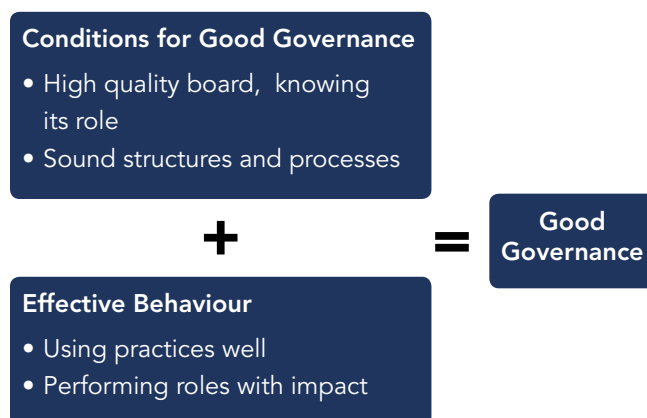 Conditions for Good Governance
• High quality board, knowing
its role
• Sound structures and processes
+
=
Good
Governance
Effective Behaviour
• Using practices well
• Performing roles with impact